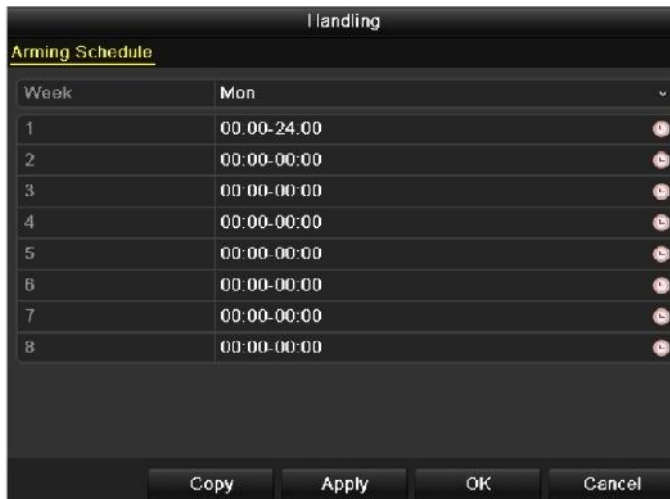 Handling
Arming Schedule
Week Mon
1 00:00-24:00
2 00:00-00:00
3 00:00-00:00
4 00:00-00:00
5 00:00-00:00
6 00:00-00:00
7 00:00-00:00
8 00:00-00:00
Copy Apply OK Cancel